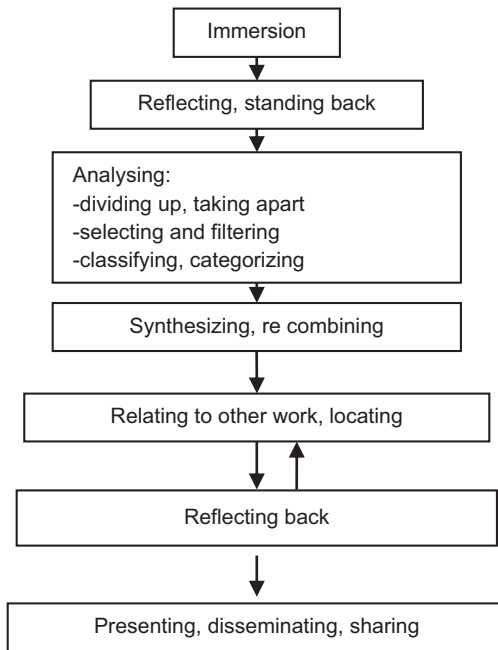 Immersion
Reflecting, standing back
Analysing:
-dividing up, taking apart
-selecting and filtering
-classifying, categorizing
Synthesizing, re combining
Relating to other work, locating
Reflecting back
Presenting, disseminating, sharing